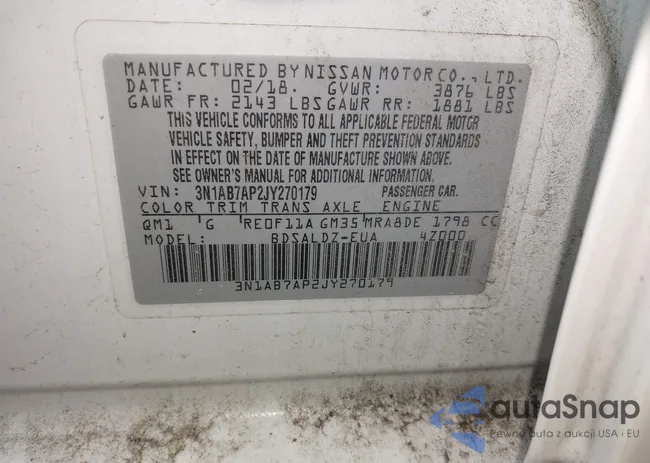 MANUFACTURED BY NISSAN MOTOR CO., LTD.
DATE: 02/18. GVWR: 3876 LBS
GAWR FR: 2143 LBS GAWR RR: 1881 LBS
THIS VEHICLE CONFORMS TO ALL APPLICABLE FEDERAL MOTOR
VEHICLE SAFETY, BUMPER AND THEFT PREVENTION STANDARDS
IN EFFECT ON THE DATE OF MANUFACTURE SHOWN ABOVE.
SEE OWNER'S MANUAL FOR ADDITIONAL INFORMATION.
VIN: 3N1AB7AP2JY270179 PASSENGER CAR.
COLOR TRIM TRANS AXLE ENGINE
QM1 G RE0F11A GM35 MRA8DE 1798 CC
MODEL: BDSALDZ-EUA 4Z000
3N1AB7AP2JY270179
autaSnap
Pewne auta z aukcji USA i EU